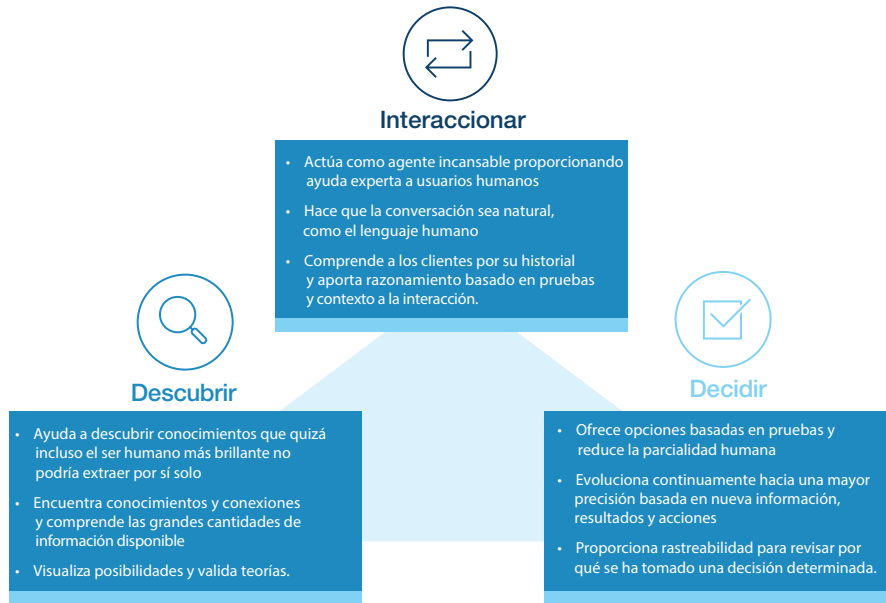 Interaccionar
• Actúa como agente incansable proporcionando
ayuda experta a usuarios humanos
• Hace que la conversación sea natural,
como el lenguaje humano
• Comprende a los clientes por su historial
y aporta razonamiento basado en pruebas
y contexto a la interacción.
Descubrir
• Ayuda a descubrir conocimientos que quizá
incluso el ser humano más brillante no
podría extraer por sí solo
• Encuentra conocimientos y conexiones
y comprende las grandes cantidades de
información disponible
• Visualiza posibilidades y valida teorías.
Decidir
• Ofrece opciones basadas en pruebas y
reduce la parcialidad humana
• Evoluciona continuamente hacia una mayor
precisión basada en nueva información,
resultados y acciones
• Proporciona rastreabilidad para revisar por
qué se ha tomado una decisión determinada.